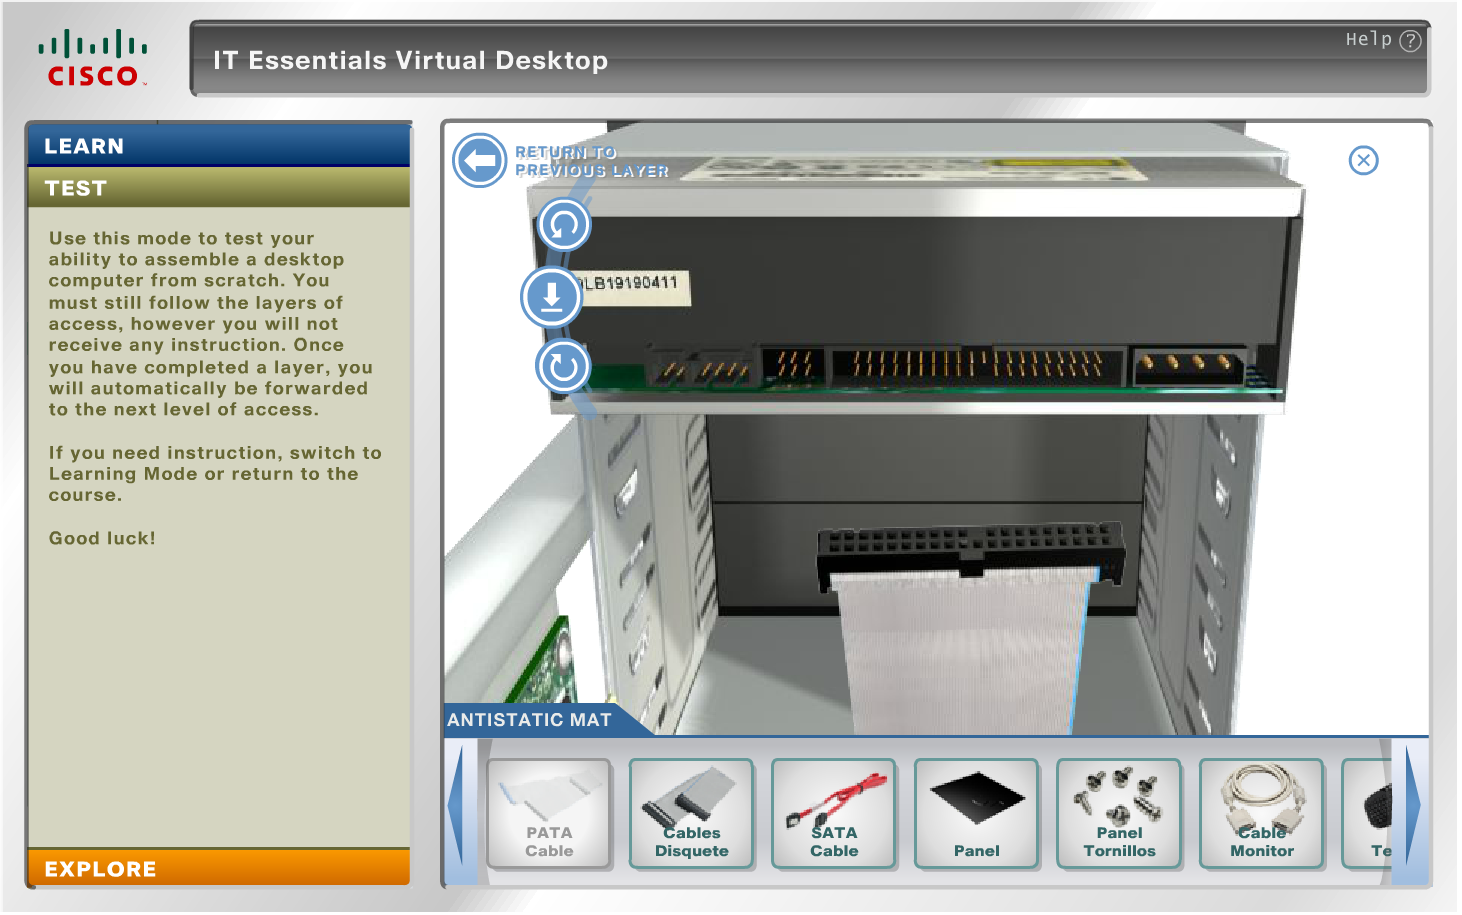 CISCO
IT Essentials Virtual Desktop
Help ?
LEARN
TEST
Use this mode to test your
ability to assemble a desktop
computer from scratch. You
must still follow the layers of
access, however you will not
receive any instruction. Once
you have completed a layer, you
will automatically be forwarded
to the next level of access.
If you need instruction, switch to
Learning Mode or return to the
course.
Good luck!
EXPLORE
RETURN TO
PREVIOUS LAYER
LB19190411
ANTISTATIC MAT
PATA
Cable
Cables
Disquete
SATA
Cable
Panel
Panel
Tornillos
Cable
Monitor
Te